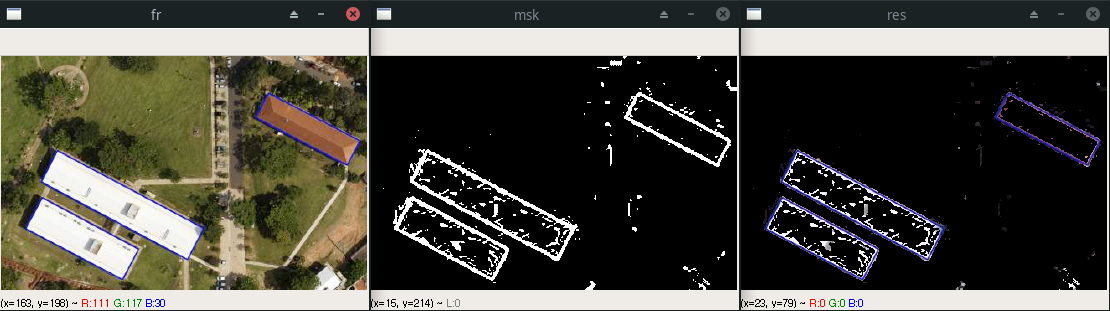 fr
msk
res
(x=163, y=198) ~ R:111 G:117 B:30
(x=15, y=214) ~ L:0
(x=23, y=79) ~ R:0 G:0 B:0